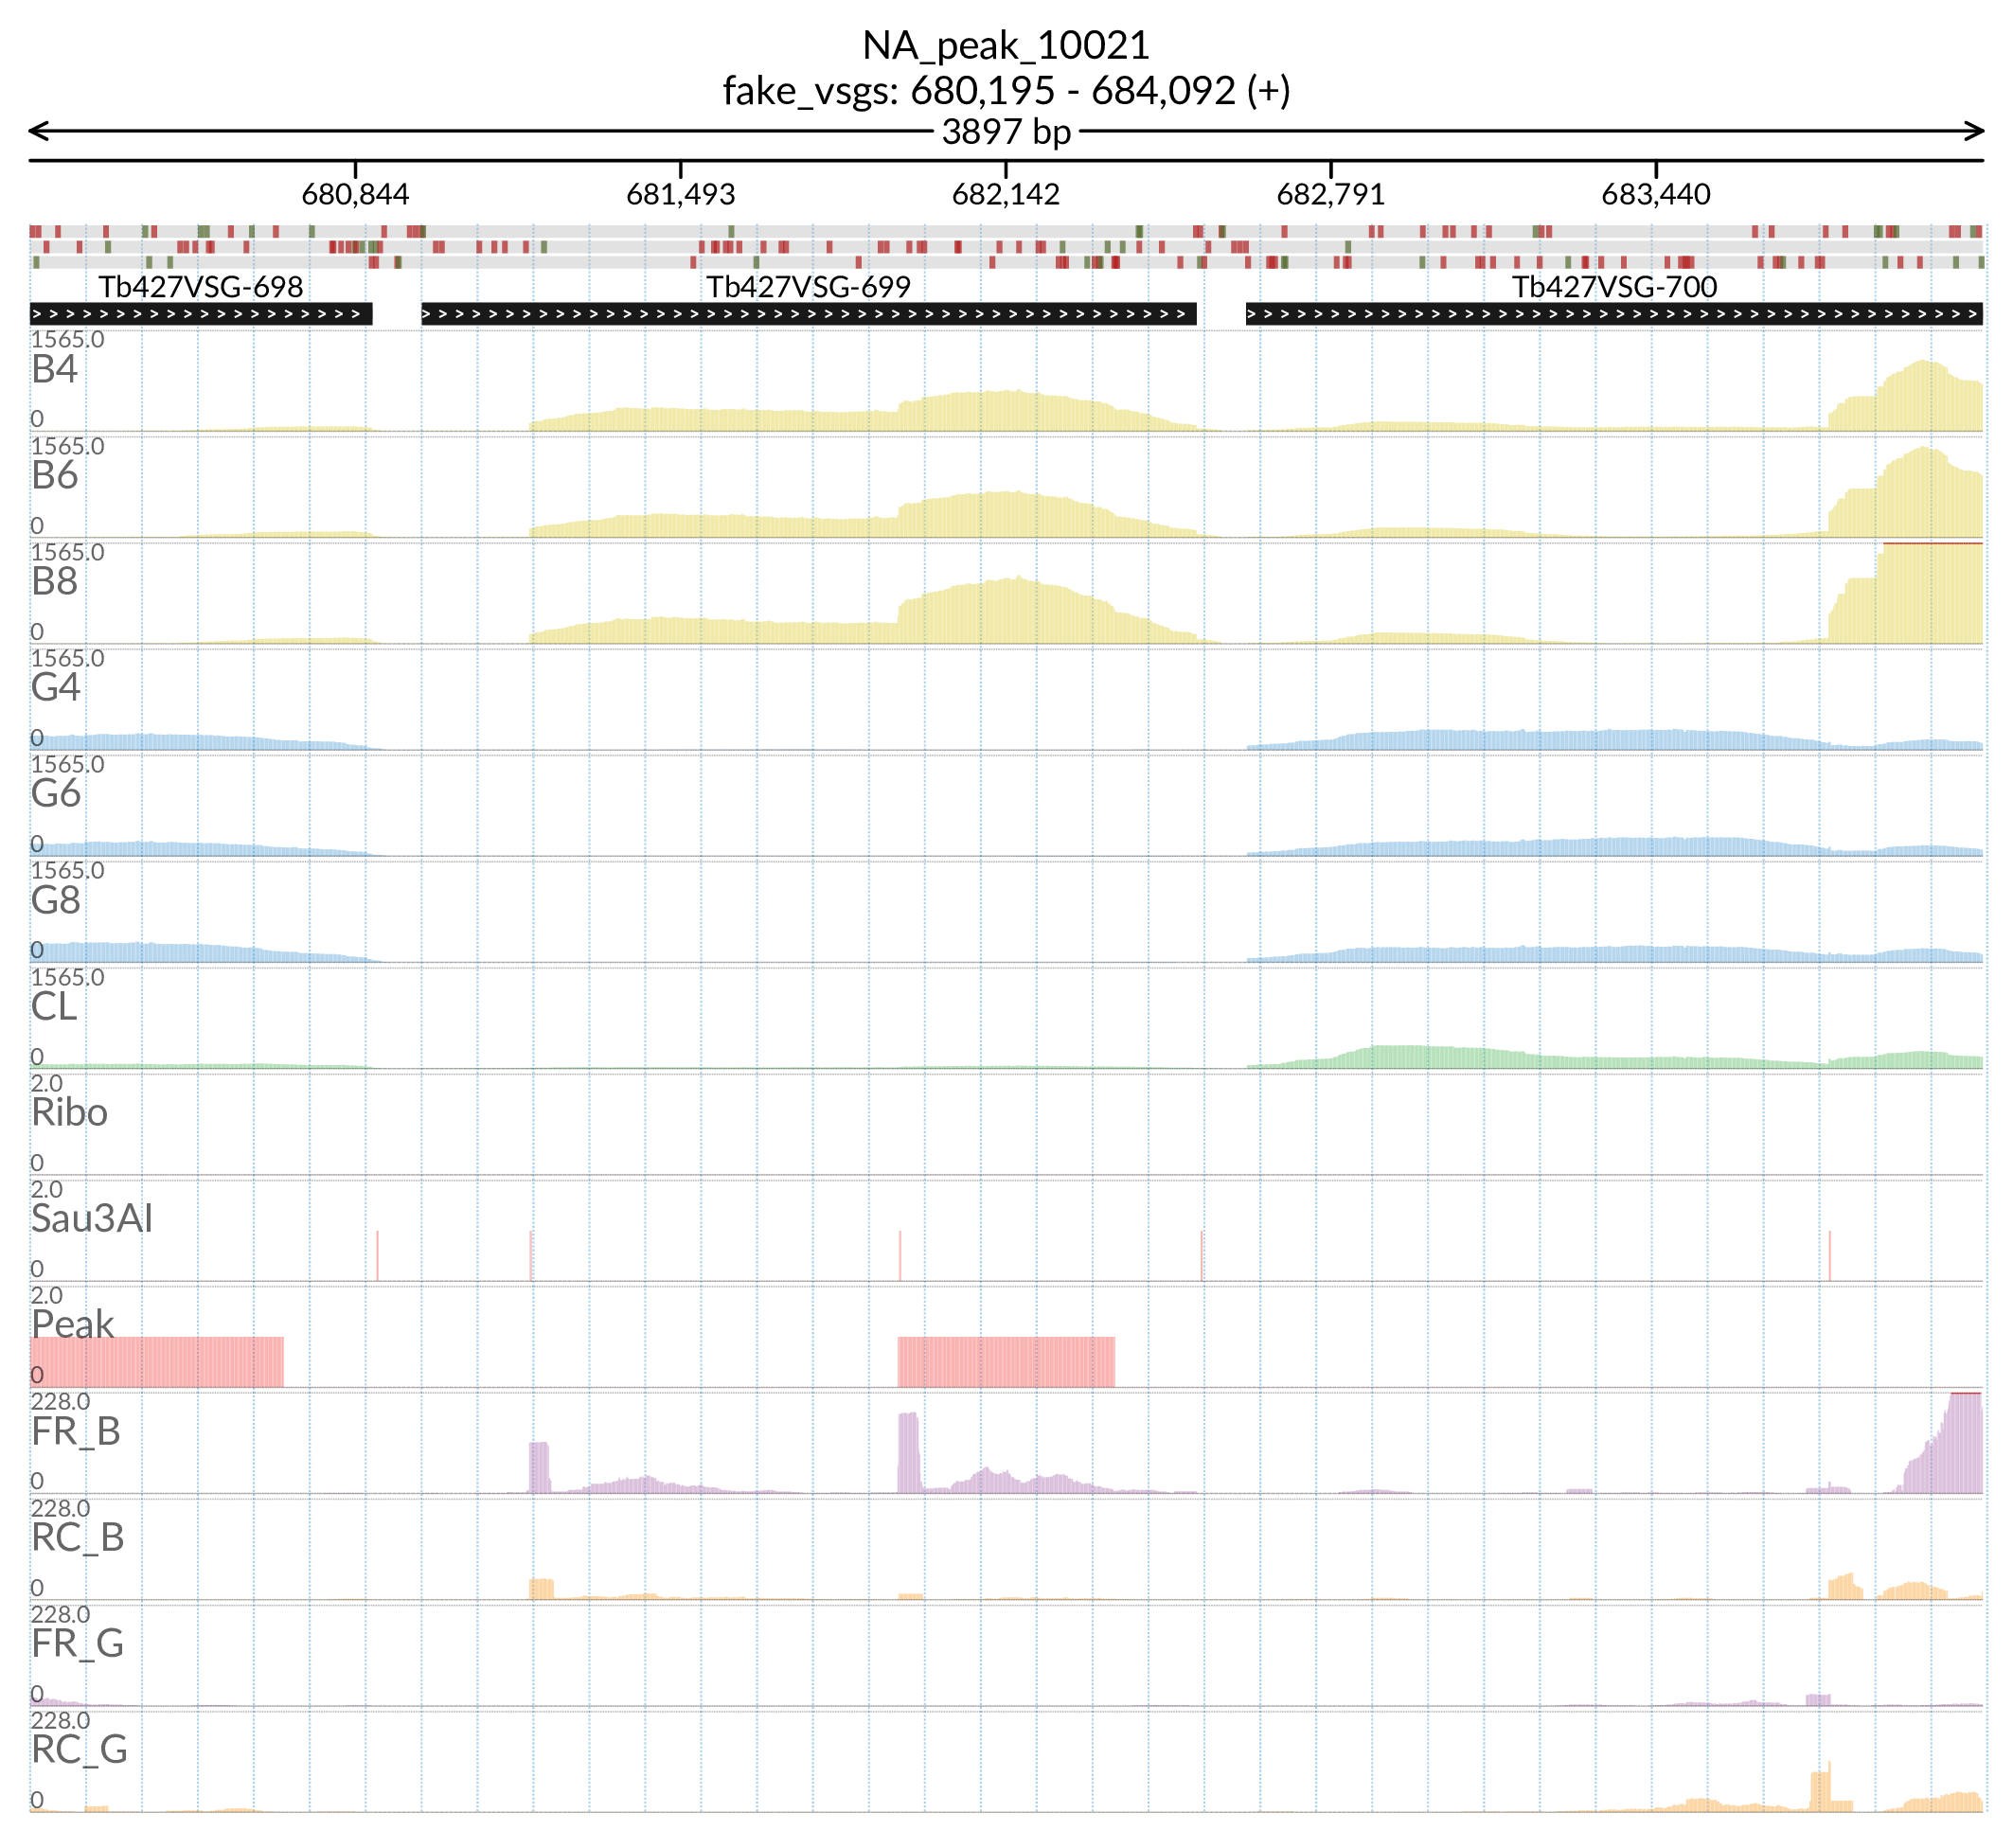 NA_peak_10021
fake_vsgs: 680,195 - 684,092 (+)
3897 bp
680,844 681,493 682,142 682,791 683,440
Tb427VSG-698 Tb427VSG-699 Tb427VSG-700
1565.0
B4
0
1565.0
B6
0
1565.0
B8
0
1565.0
G4
0
1565.0
G6
0
1565.0
G8
0
1565.0
CL
0
2.0
Ribo
0
2.0
Sau3AI
0
2.0
Peak
0
228.0
FR_B
0
228.0
RC_B
0
228.0
FR_G
0
228.0
RC_G
0